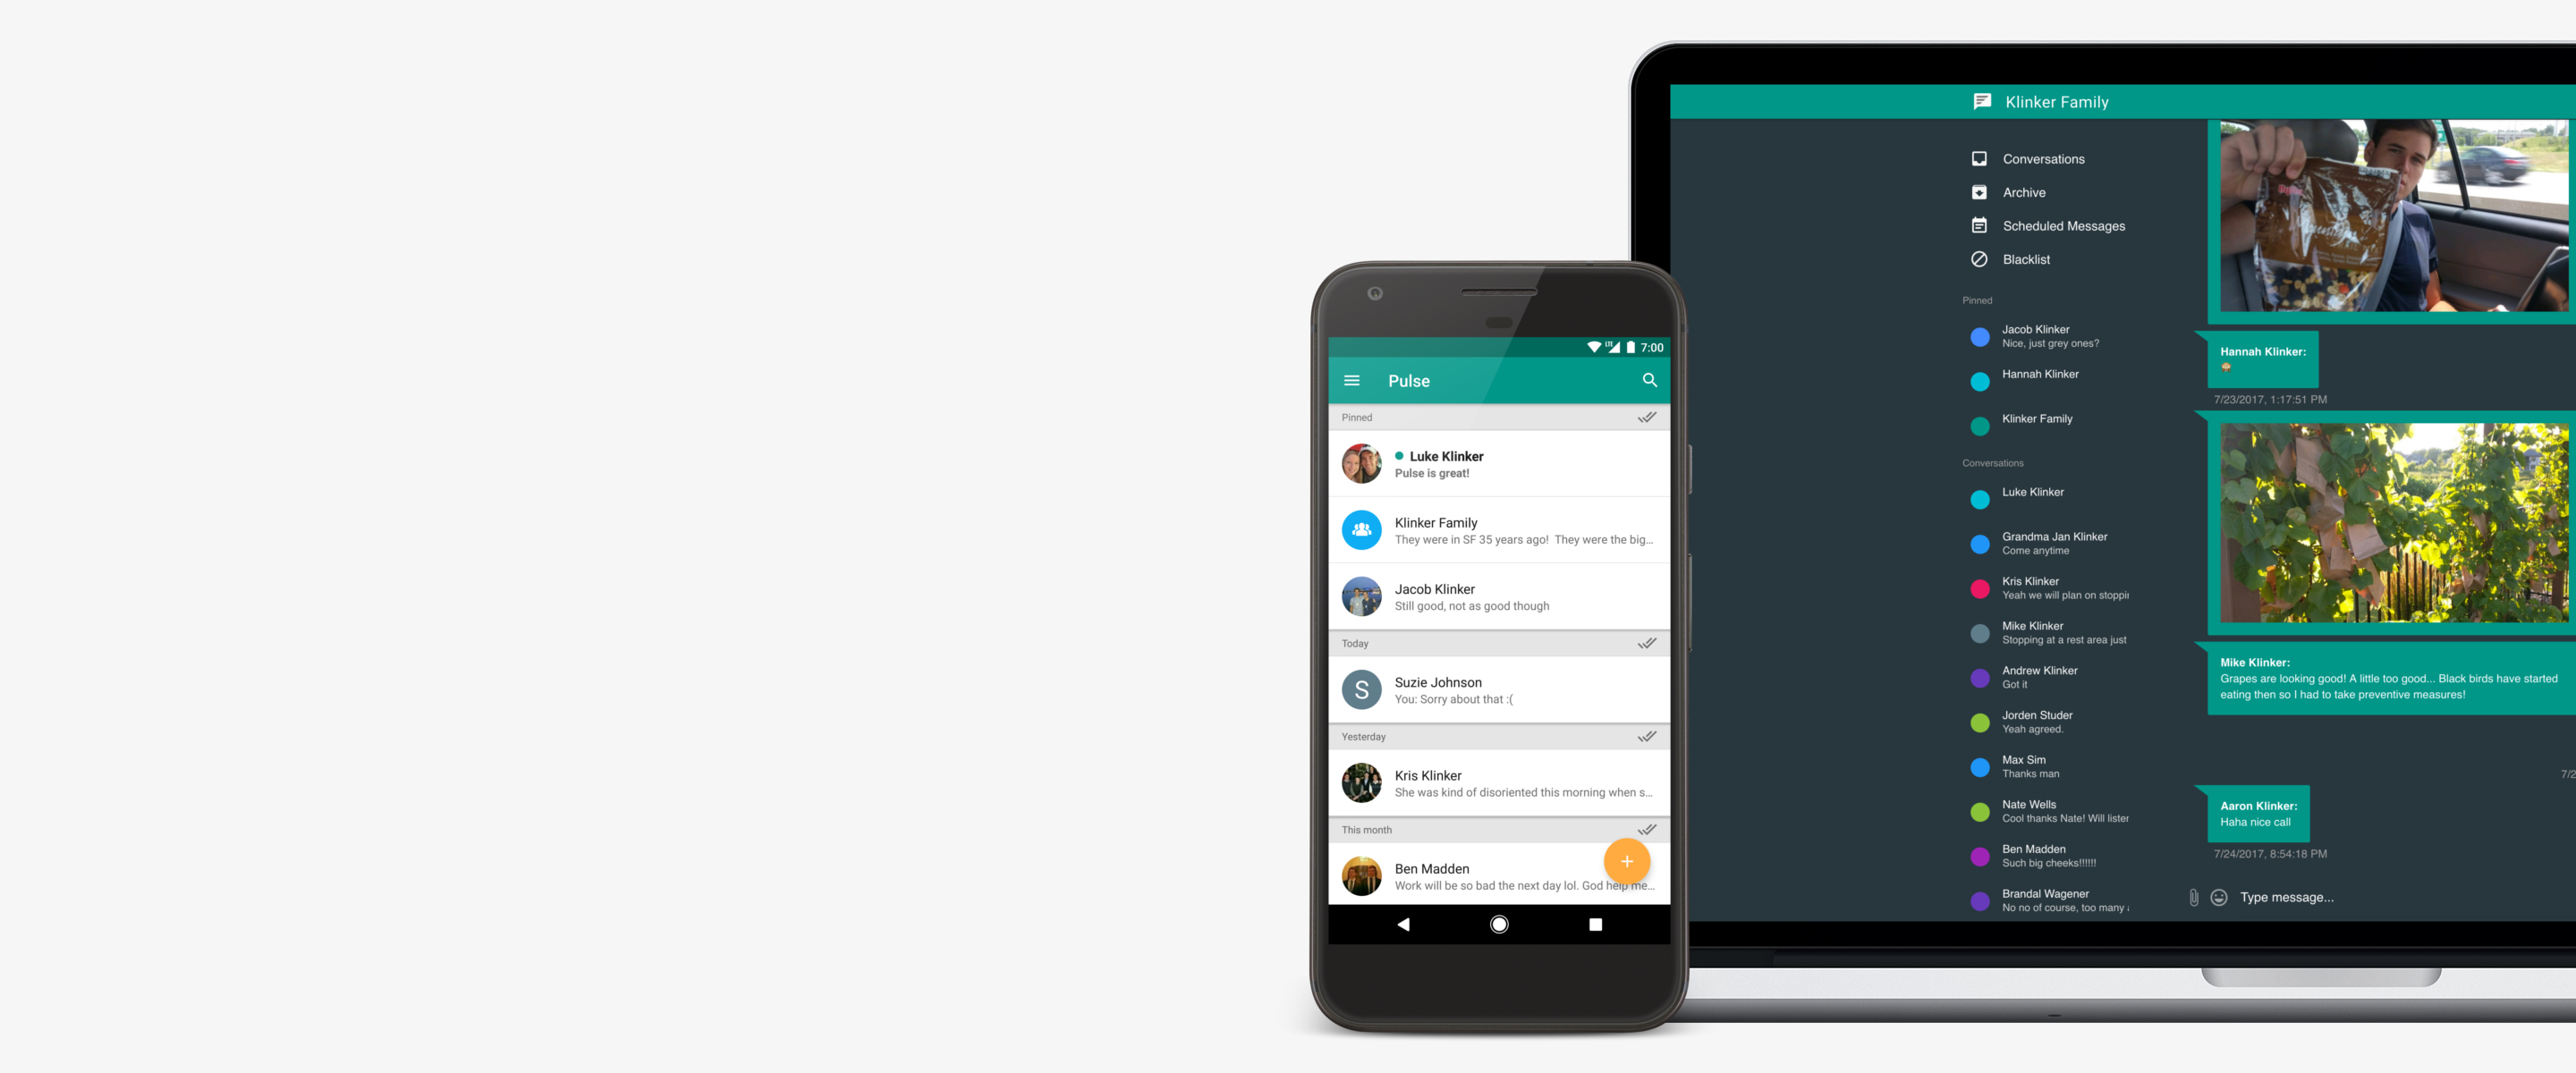 LTE 7:00
Pulse
Pinned
Luke Klinker
Pulse is great!
Klinker Family
They were in SF 35 years ago! They were the big...
Jacob Klinker
Still good, not as good though
Today
S
Suzie Johnson
You: Sorry about that :(
Yesterday
Kris Klinker
She was kind of disoriented this morning when s...
This month
Ben Madden
Work will be so bad the next day lol. God help me...
Klinker Family
Conversations
Archive
Scheduled Messages
Blacklist
Pinned
Jacob Klinker
Nice, just grey ones?
Hannah Klinker
Klinker Family
Conversations
Luke Klinker
Grandma Jan Klinker
Come anytime
Kris Klinker
Yeah we will plan on stoppin
Mike Klinker
Stopping at a rest area just
Andrew Klinker
Got it
Jorden Studer
Yeah agreed.
Max Sim
Thanks man
Nate Wells
Cool thanks Nate! Will lister
Ben Madden
Such big cheeks!!!!!!
Brandal Wagener
No no of course, too many
Hannah Klinker:
7/23/2017, 1:17:51 PM
Mike Klinker:
Grapes are looking good! A little too good... Black birds have started
eating then so I had to take preventive measures!
7/2
Aaron Klinker:
Haha nice call
7/24/2017, 8:54:18 PM
Type message...